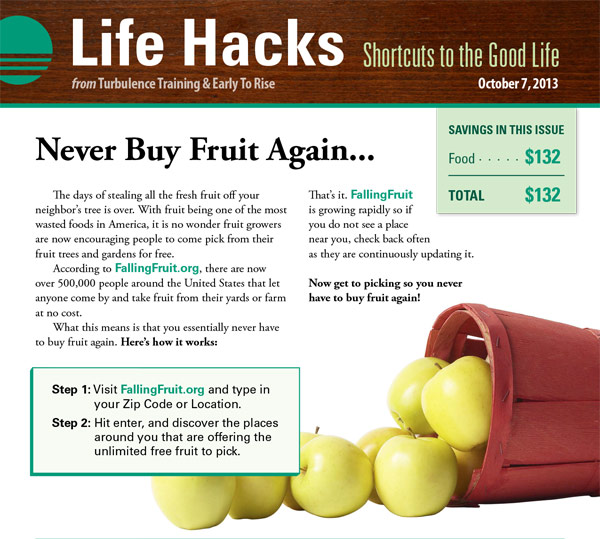 Life Hacks Shortcuts to the Good Life
from Turbulence Training & Early To Rise
October 7, 2013
SAVINGS IN THIS ISSUE
Food . . . . . $132
TOTAL $132
Never Buy Fruit Again...
The days of stealing all the fresh fruit off your
neighbor's tree is over. With fruit being one of the most
wasted foods in America, it is no wonder fruit growers
are now encouraging people to come pick from their
fruit trees and gardens for free.
According to FallingFruit.org, there are now
over 500,000 people around the United States that let
anyone come by and take fruit from their yards or farm
at no cost.
What this means is that you essentially never have
to buy fruit again. Here's how it works:
Step 1: Visit FallingFruit.org and type in
your Zip Code or Location.
Step 2: Hit enter, and discover the places
around you that are offering the
unlimited free fruit to pick.
That's it. FallingFruit
is growing rapidly so if
you do not see a place
near you, check back often
as they are continuously updating it.
Now get to picking so you never
have to buy fruit again!